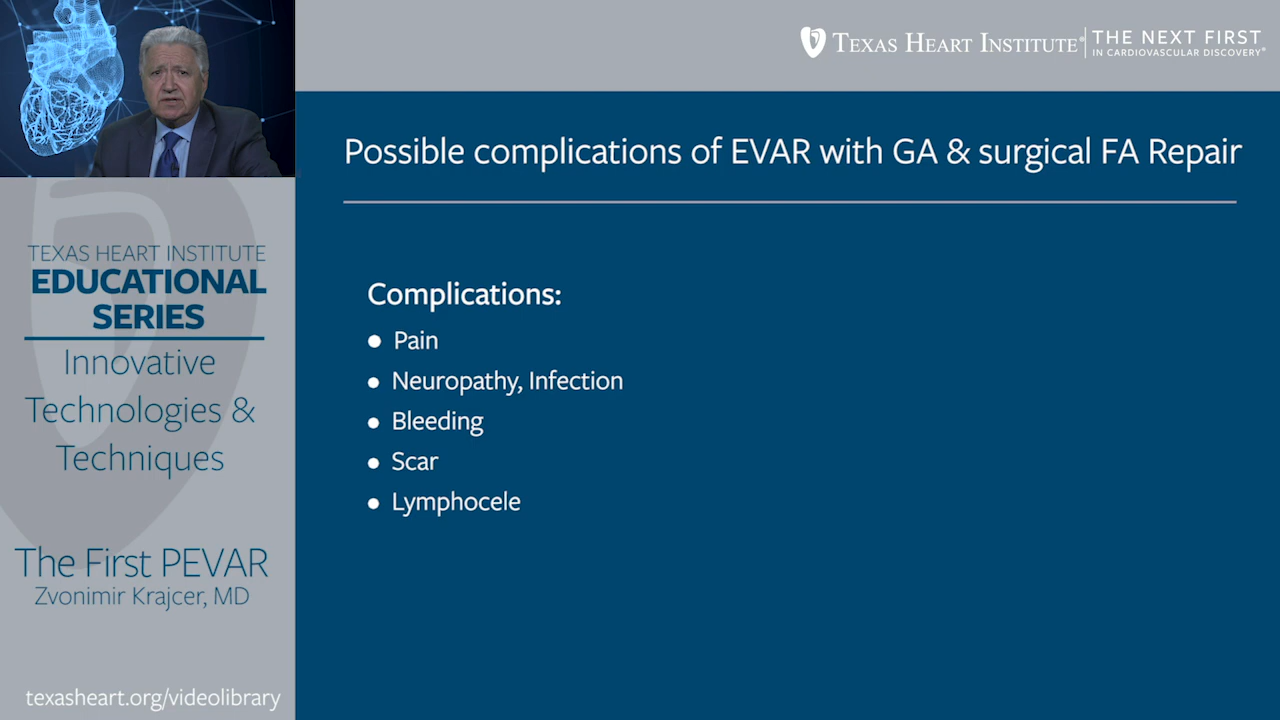 TEXAS HEART INSTITUTE®
THE NEXT FIRST
IN CARDIOVASCULAR DISCOVERY®
Possible complications of EVAR with GA & surgical FA Repair
Complications:
● Pain
● Neuropathy, Infection
● Bleeding
● Scar
● Lymphocele
TEXAS HEART INSTITUTE
EDUCATIONAL
SERIES
Innovative
Technologies &
Techniques
The First PEVAR
Zvonimir Krajcer, MD
texasheart.org/videolibrary